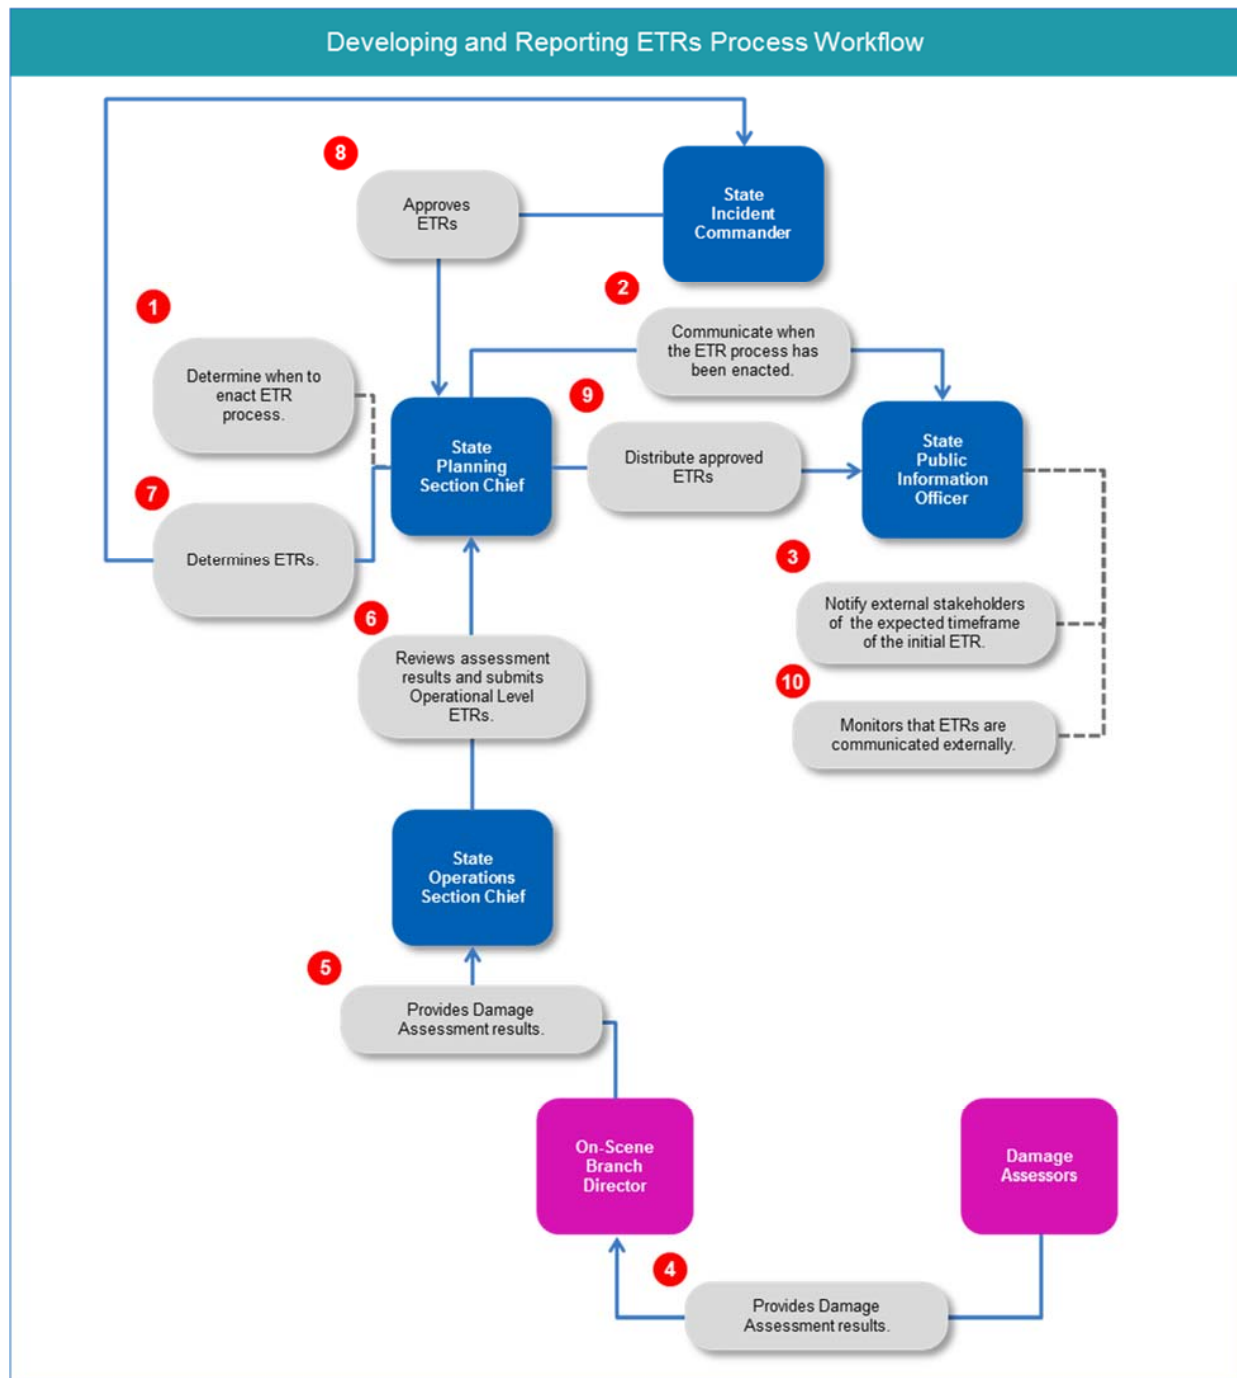 Developing and Reporting ETRs Process Workflow
8
Approves
ETRs
State
Incident
Commander
1
Determine when to
enact ETR
process.
2
Communicate when
the ETR process has
been enacted.
State
Planning
Section Chief
9
Distribute approved
ETRs
State
Public
Information
Officer
7
Determines ETRs.
3
Notify external stakeholders
of the expected timeframe
of the initial ETR.
6
Reviews assessment
results and submits
Operational Level
ETRs.
10
Monitors that ETRs are
communicated externally.
State
Operations
Section Chief
5
Provides Damage
Assessment results.
On-Scene
Branch
Director
Damage
Assessors
4
Provides Damage
Assessment results.